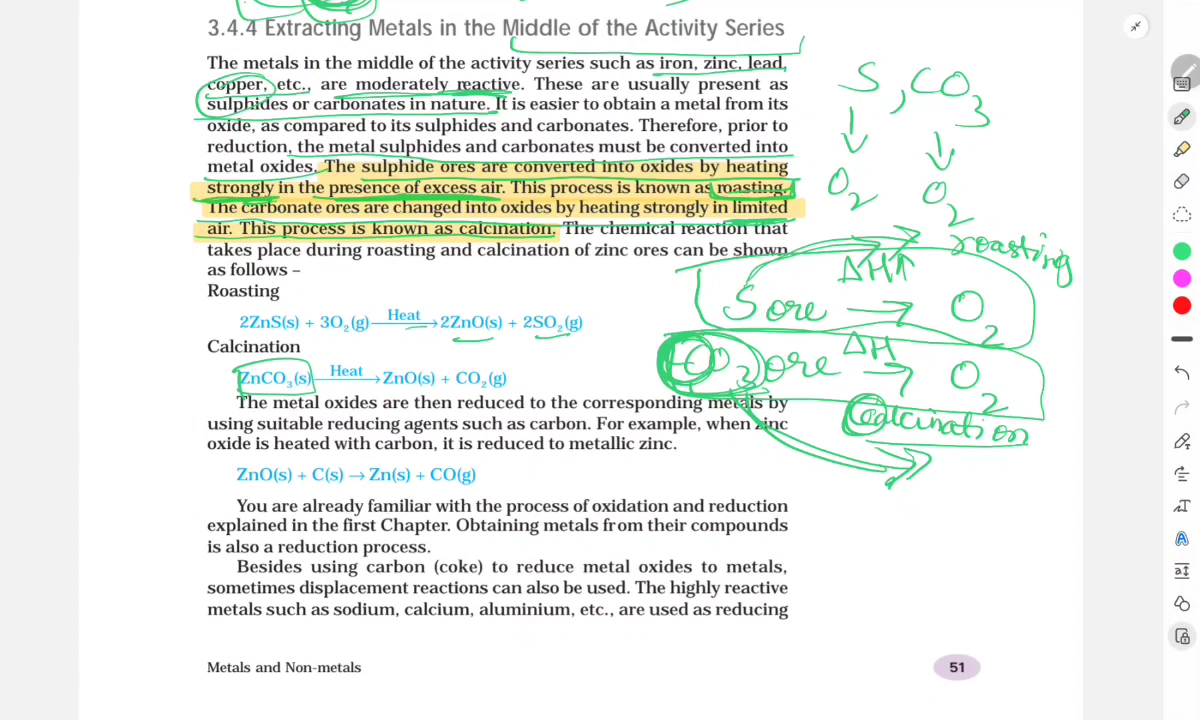 3.4.4 Extracting Metals in the Middle of the Activity Series
The metals in the middle of the activity series such as iron, zinc, lead,
copper, etc., are moderately reactive. These are usually present as
sulphides or carbonates in nature. It is easier to obtain a metal from its
oxide, as compared to its sulphides and carbonates. Therefore, prior to
reduction, the metal sulphides and carbonates must be converted into
metal oxides. The sulphide ores are converted into oxides by heating
strongly in the presence of excess air. This process is known as roasting.
The carbonate ores are changed into oxides by heating strongly in limited
air. This process is known as calcination. The chemical reaction that
takes place during roasting and calcination of zinc ores can be shown
as follows –
Roasting
2ZnS(s) + 3O₂(g) —Heat→ 2ZnO(s) + 2SO₂(g)
Calcination
ZnCO₃(s) —Heat→ ZnO(s) + CO₂(g)
The metal oxides are then reduced to the corresponding metals by
using suitable reducing agents such as carbon. For example, when zinc
oxide is heated with carbon, it is reduced to metallic zinc.
ZnO(s) + C(s) → Zn(s) + CO(g)
You are already familiar with the process of oxidation and reduction
explained in the first Chapter. Obtaining metals from their compounds
is also a reduction process.
Besides using carbon (coke) to reduce metal oxides to metals,
sometimes displacement reactions can also be used. The highly reactive
metals such as sodium, calcium, aluminium, etc., are used as reducing
Metals and Non-metals
51
S, CO₃
↓ ↓
O₂ O₂
roasting
ΔH↑
S ore → O₂
ΔH
CO₃ ore → O₂
Calcination